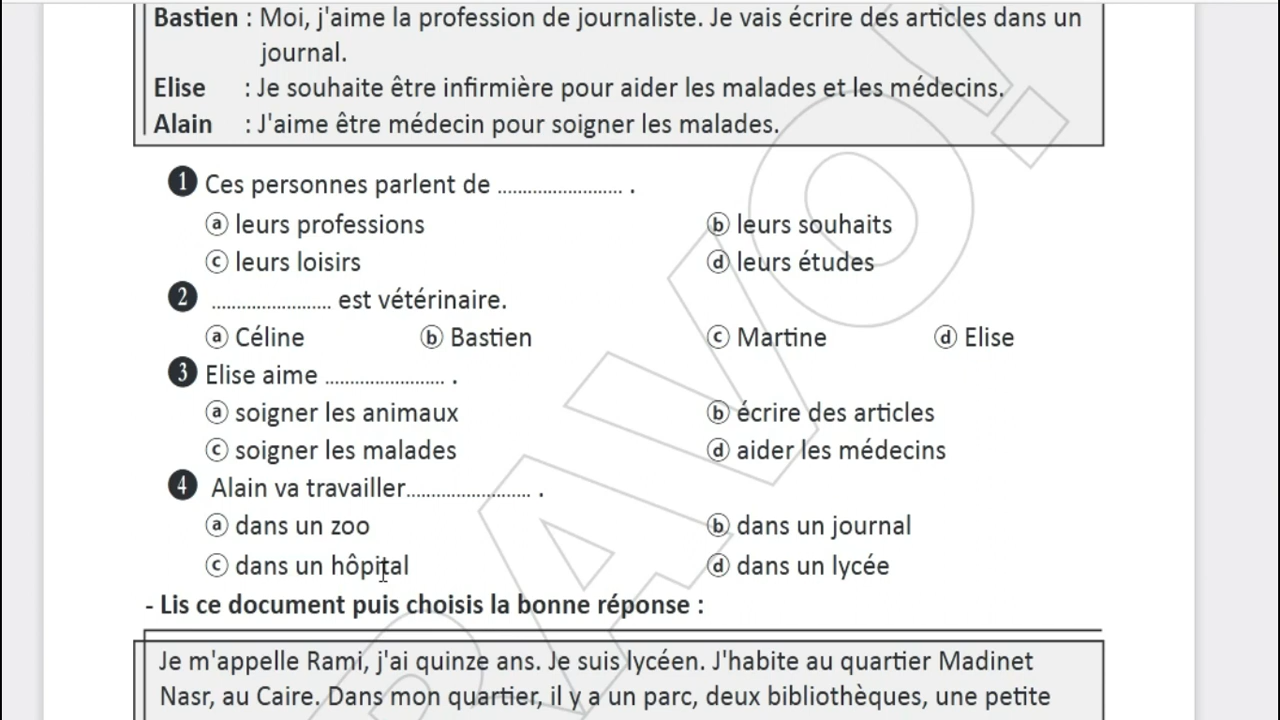 Bastien : Moi, j'aime la profession de journaliste. Je vais écrire des articles dans un
journal.
Elise : Je souhaite être infirmière pour aider les malades et les médecins.
Alain : J'aime être médecin pour soigner les malades.
1 Ces personnes parlent de ......................... .
a leurs professions b leurs souhaits
c leurs loisirs d leurs études
2 ........................ est vétérinaire.
a Céline b Bastien c Martine d Elise
3 Elise aime ........................ .
a soigner les animaux b écrire des articles
c soigner les malades d aider les médecins
4 Alain va travailler......................... .
a dans un zoo b dans un journal
c dans un hôpital d dans un lycée
- Lis ce document puis choisis la bonne réponse :
Je m'appelle Rami, j'ai quinze ans. Je suis lycéen. J'habite au quartier Madinet
Nasr, au Caire. Dans mon quartier, il y a un parc, deux bibliothèques, une petite